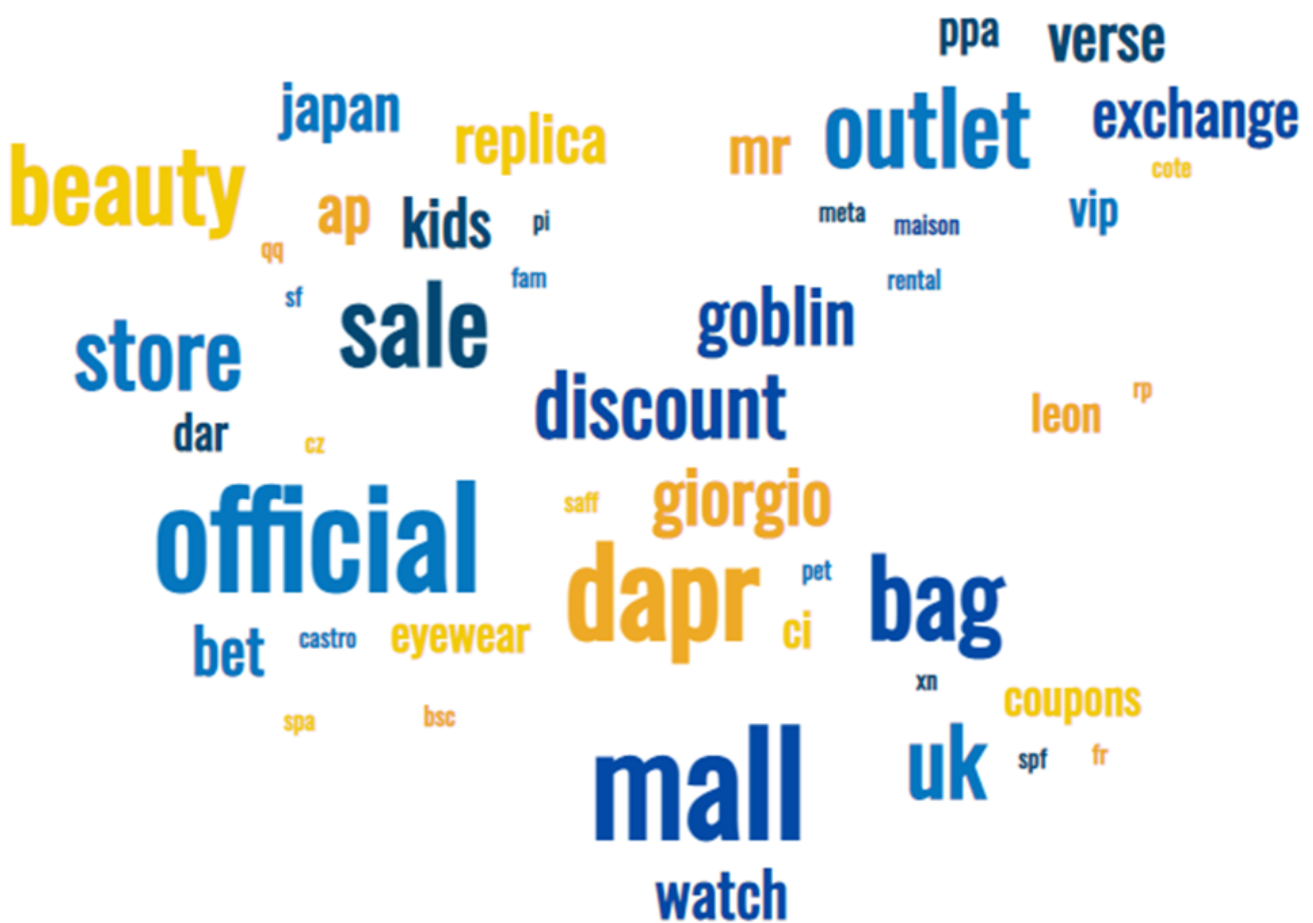 ppa
verse
japan
replica
mr
outlet
exchange
cote
beauty
ap
kids
pi
meta
maison
vip
qq
sf
fam
rental
sale
goblin
store
discount
leon
rp
dar
cz
official
saff
giorgio
dapr
pet
bag
bet
castro
eyewear
ci
xn
coupons
spa
bsc
mall
uk
spf
fr
watch